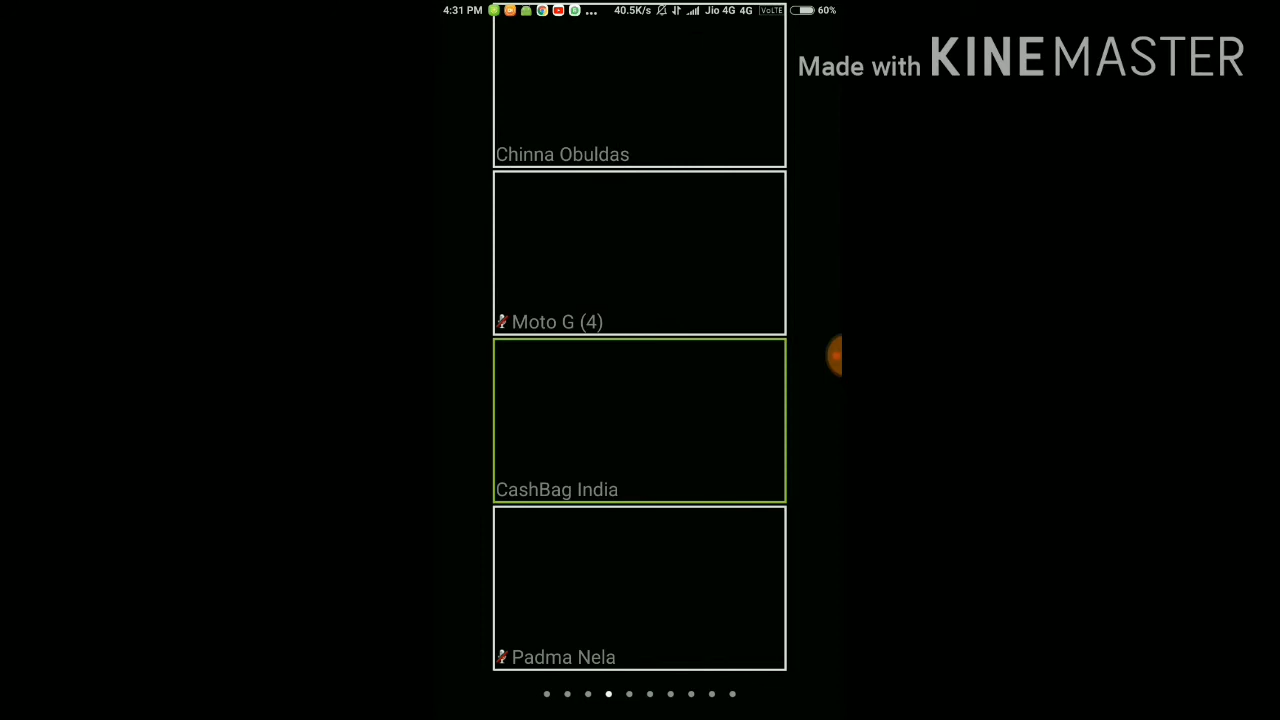 4:31 PM ... 40.5K/s Jio 4G 4G VoLTE 60%
Made with KINEMASTER
Chinna Obuldas
Moto G (4)
CashBag India
Padma Nela